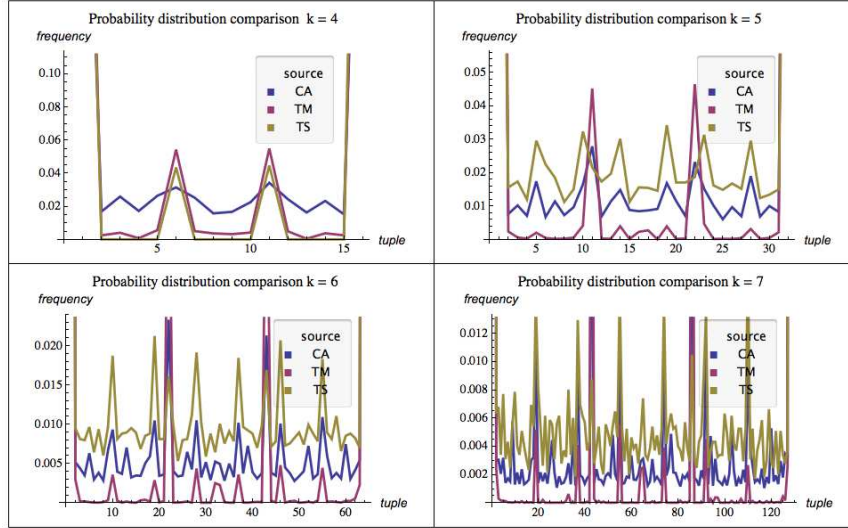 Probability distribution comparison k = 4
frequency
0.10
0.08
0.06
0.04
0.02
5
10
15
tuple
source
CA
TM
TS
Probability distribution comparison k = 5
frequency
0.05
0.04
0.03
0.02
0.01
5
10
15
20
25
30
tuple
source
CA
TM
TS
Probability distribution comparison k = 6
frequency
0.020
0.015
0.010
0.005
10
20
30
40
50
60
tuple
source
CA
TM
TS
Probability distribution comparison k = 7
frequency
0.012
0.010
0.008
0.006
0.004
0.002
20
40
60
80
100
120
tuple
source
CA
TM
TS